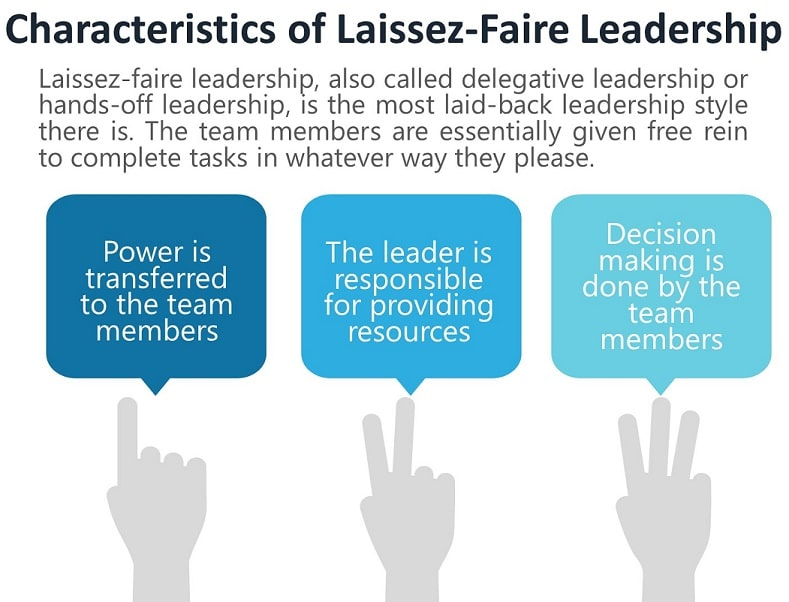 Characteristics of Laissez-Faire Leadership
Laissez-faire leadership, also called delegative leadership or
hands-off leadership, is the most laid-back leadership style
there is. The team members are essentially given free rein
to complete tasks in whatever way they please.
Power is
transferred
to the team
members
The leader is
responsible
for providing
resources
Decision
making is
done by the
team
members